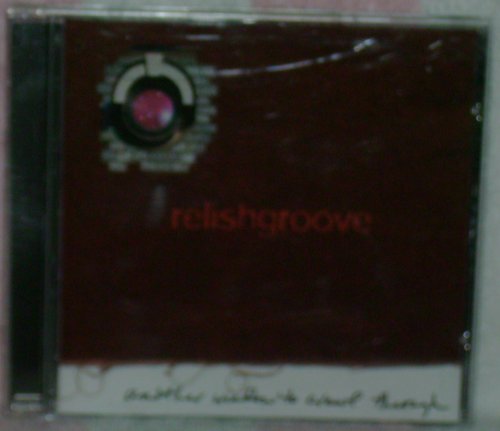 relishgroove
another window to crawl through